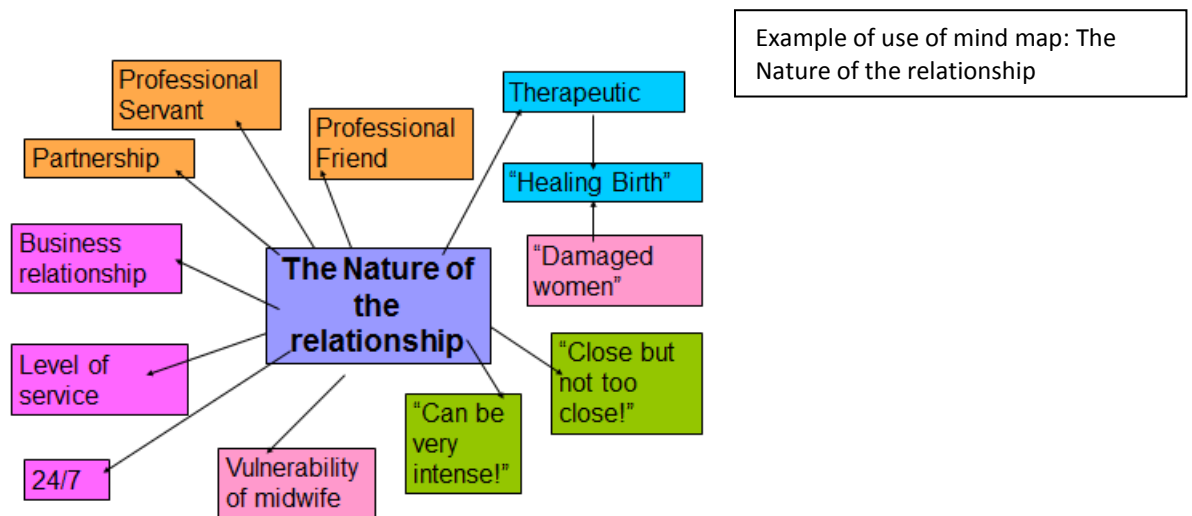 Example of use of mind map: The
Nature of the relationship
Professional
Servant
Professional
Friend
Therapeutic
Partnership
“Healing Birth”
Business
relationship
The Nature of
the
relationship
“Damaged
women”
Level of
service
“Close but
not too
close!”
“Can be
very
intense!”
24/7
Vulnerability
of midwife